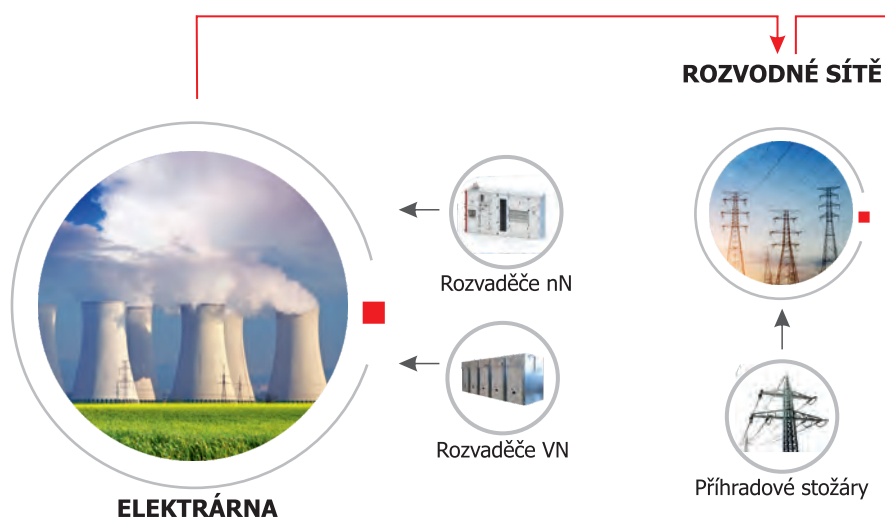 ROZVODNÉ SÍTĚ
Rozvaděče nN
Rozvaděče VN
ELEKTRÁRNA
Příhradové stožáry